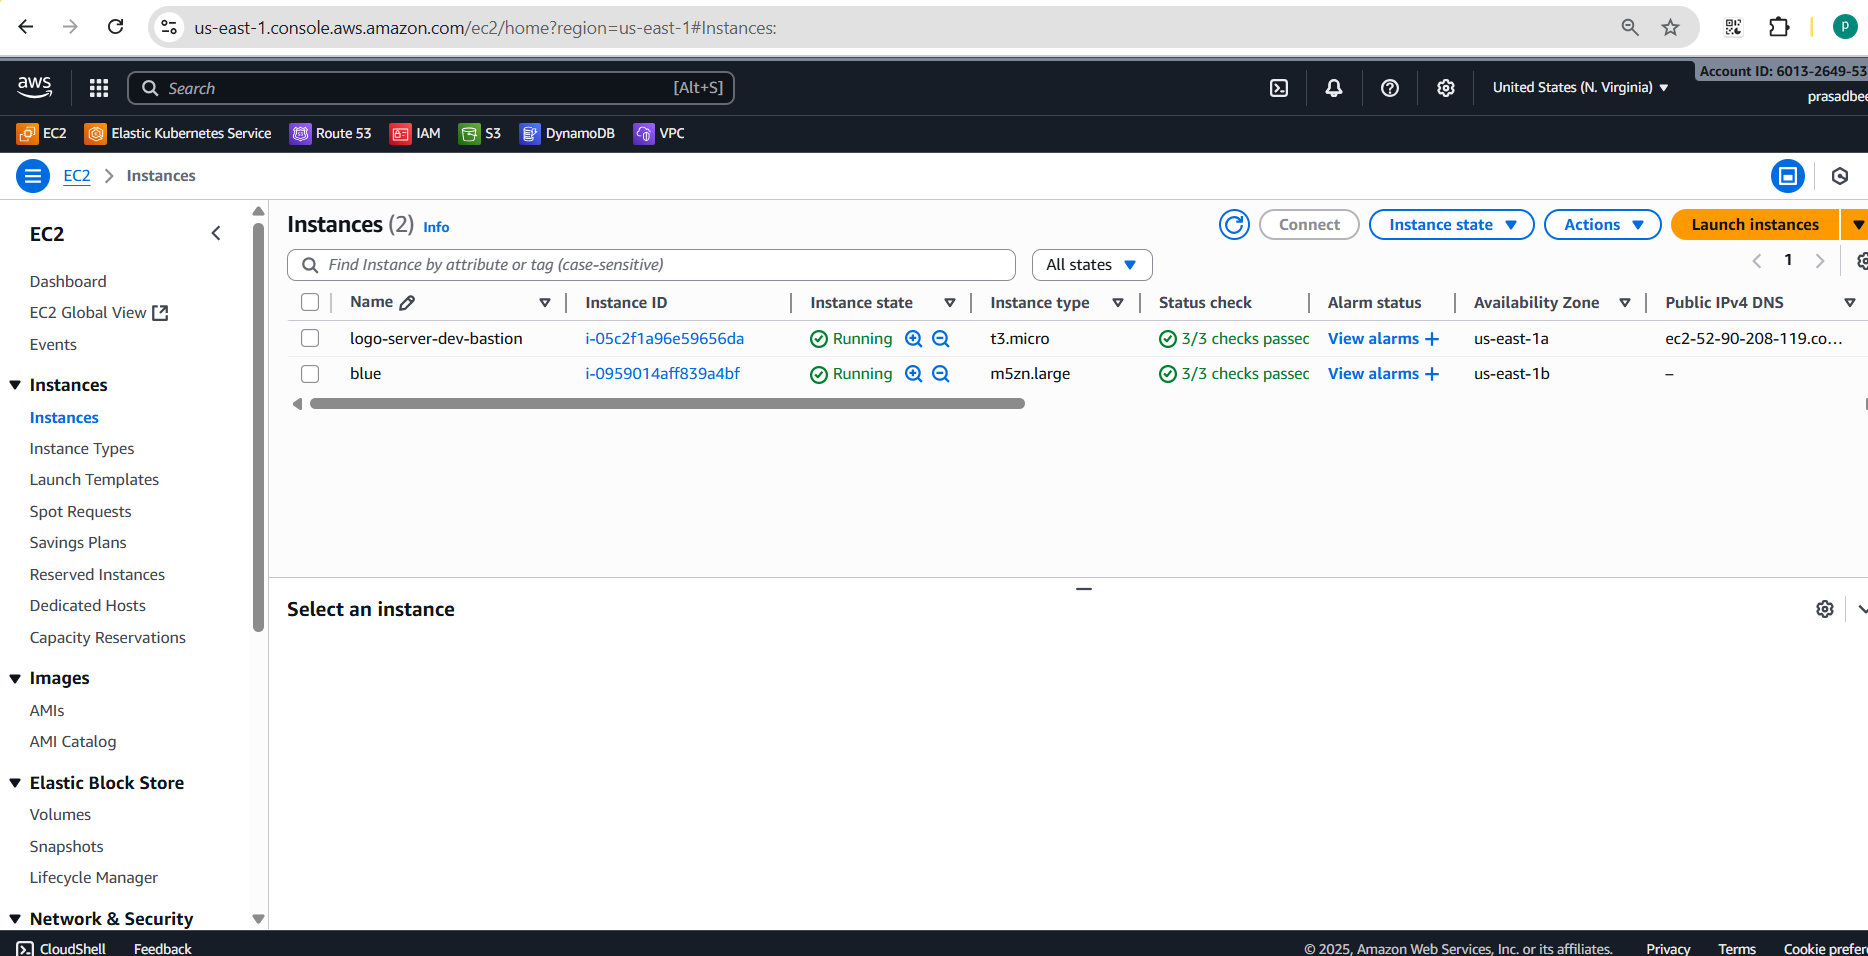 us-east-1.console.aws.amazon.com/ec2/home?region=us-east-1#Instances:
P
aws
Search [Alt+S]
United States (N. Virginia)
Account ID: 6013-2649-53
prasadbee
EC2 Elastic Kubernetes Service Route 53 IAM S3 DynamoDB VPC
EC2 > Instances
EC2
Dashboard
EC2 Global View
Events
Instances
Instances
Instance Types
Launch Templates
Spot Requests
Savings Plans
Reserved Instances
Dedicated Hosts
Capacity Reservations
Images
AMIs
AMI Catalog
Elastic Block Store
Volumes
Snapshots
Lifecycle Manager
Network & Security
Instances (2) Info
Connect Instance state Actions Launch instances
Find Instance by attribute or tag (case-sensitive) All states
1
Name Instance ID Instance state Instance type Status check Alarm status Availability Zone Public IPv4 DNS
logo-server-dev-bastion i-05c2f1a96e59656da Running t3.micro 3/3 checks passed View alarms + us-east-1a ec2-52-90-208-119.co...
blue i-0959014aff839a4bf Running m5zn.large 3/3 checks passed View alarms + us-east-1b –
Select an instance
CloudShell Feedback © 2025, Amazon Web Services, Inc. or its affiliates. Privacy Terms Cookie prefer